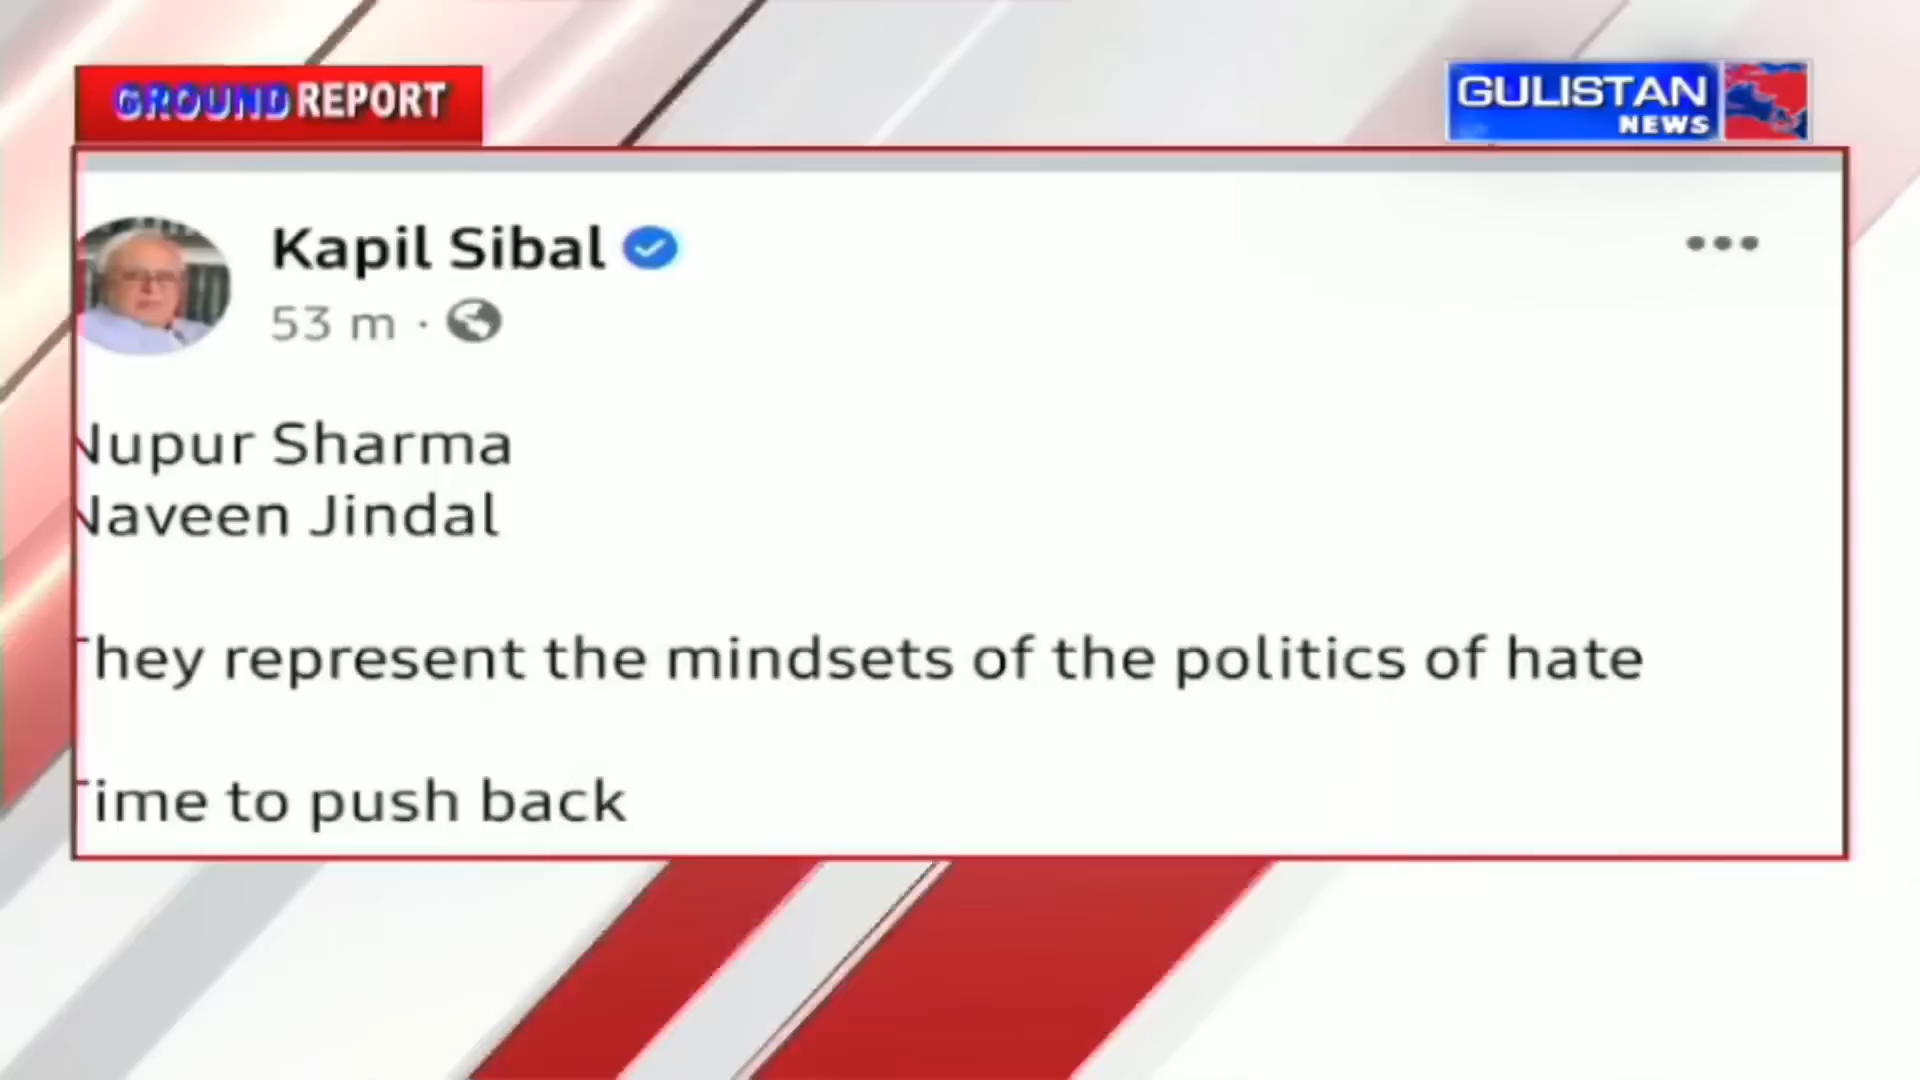 GROUND REPORT
GULISTAN
NEWS
Kapil Sibal
53 m ·
Nupur Sharma
Naveen Jindal
They represent the mindsets of the politics of hate
Time to push back